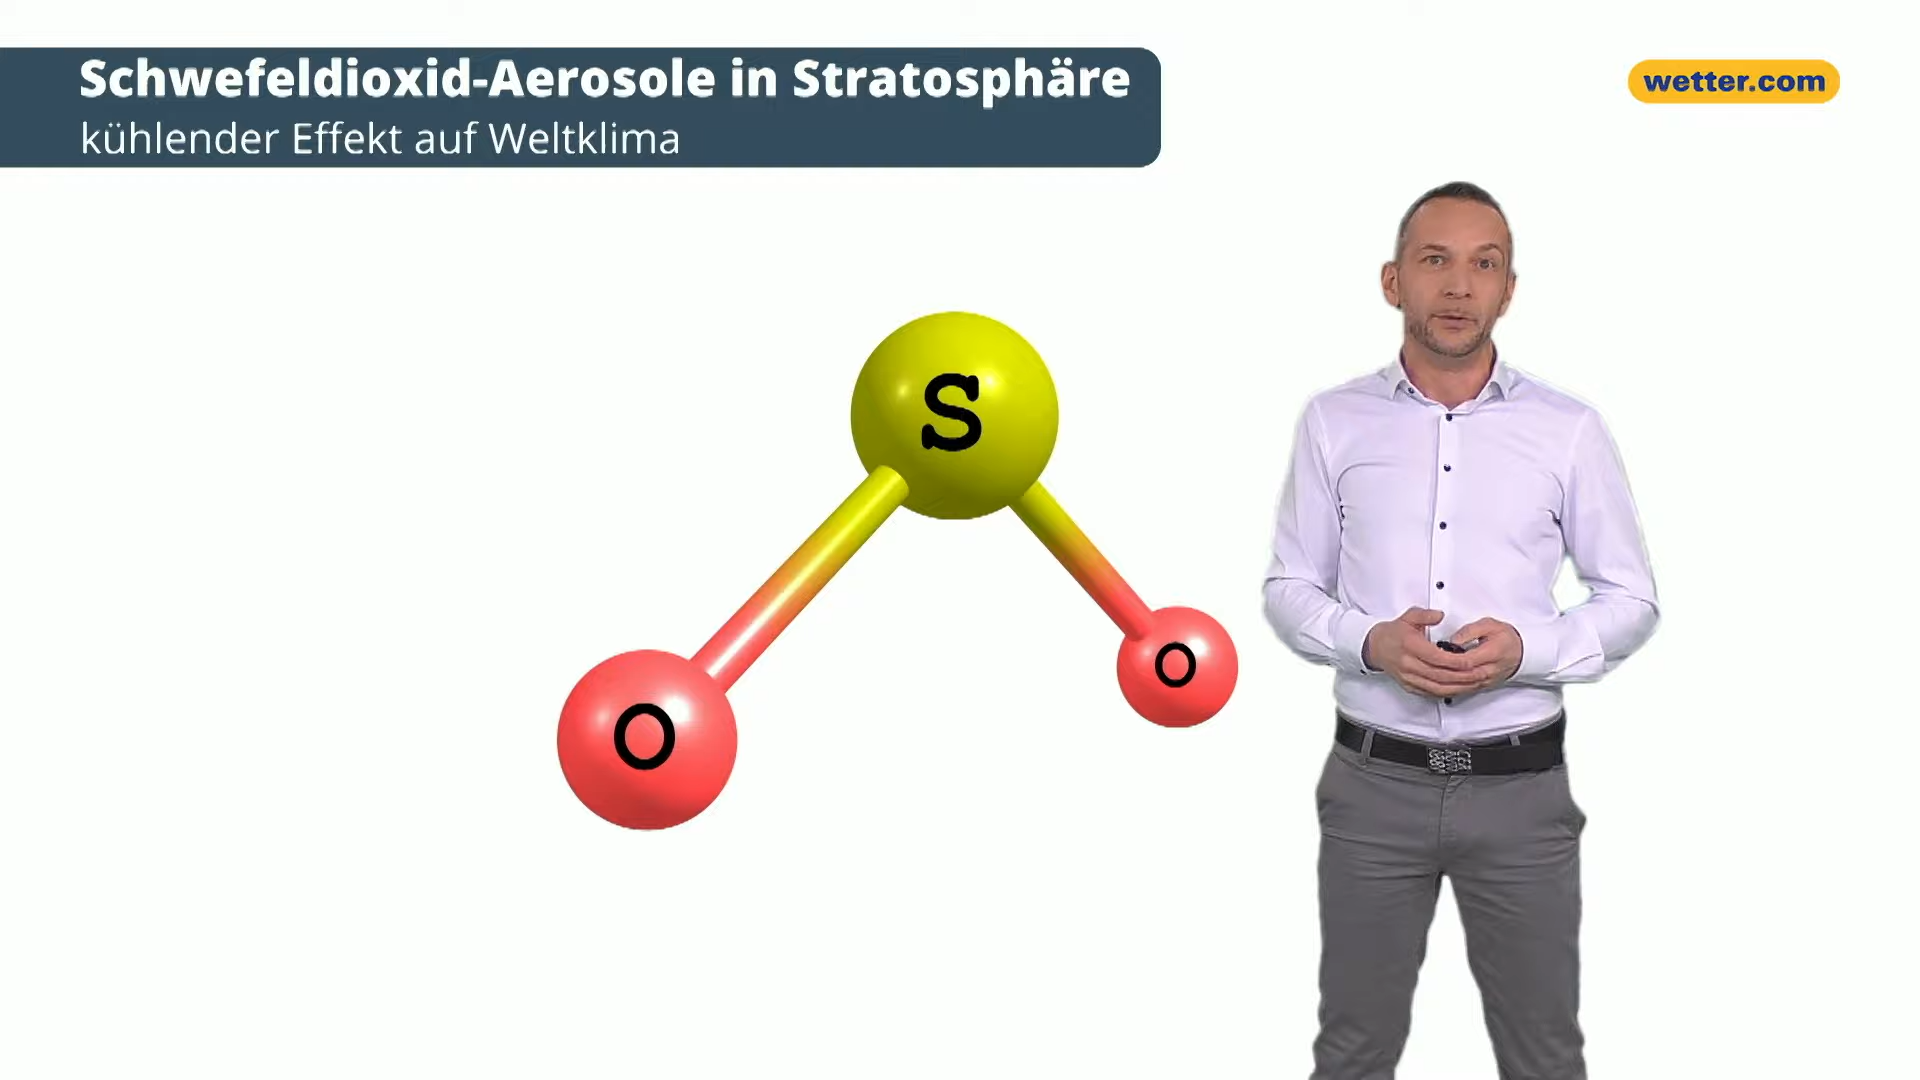 Schwefeldioxid-Aerosole in Stratosphäre
kühlender Effekt auf Weltklima
wetter.com
S
O
O